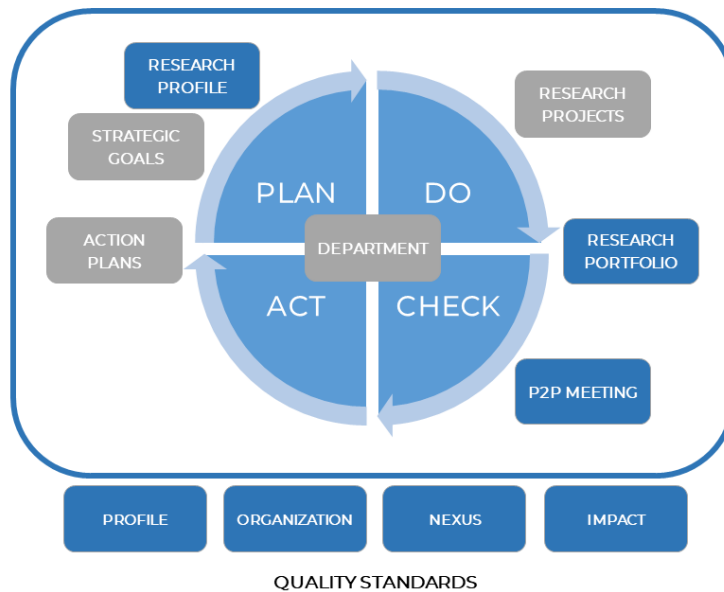 RESEARCH
PROFILE
RESEARCH
PROJECTS
STRATEGIC
GOALS
PLAN
DO
ACTION
PLANS
DEPARTMENT
RESEARCH
PORTFOLIO
ACT
CHECK
P2P MEETING
PROFILE
ORGANIZATION
NEXUS
IMPACT
QUALITY STANDARDS